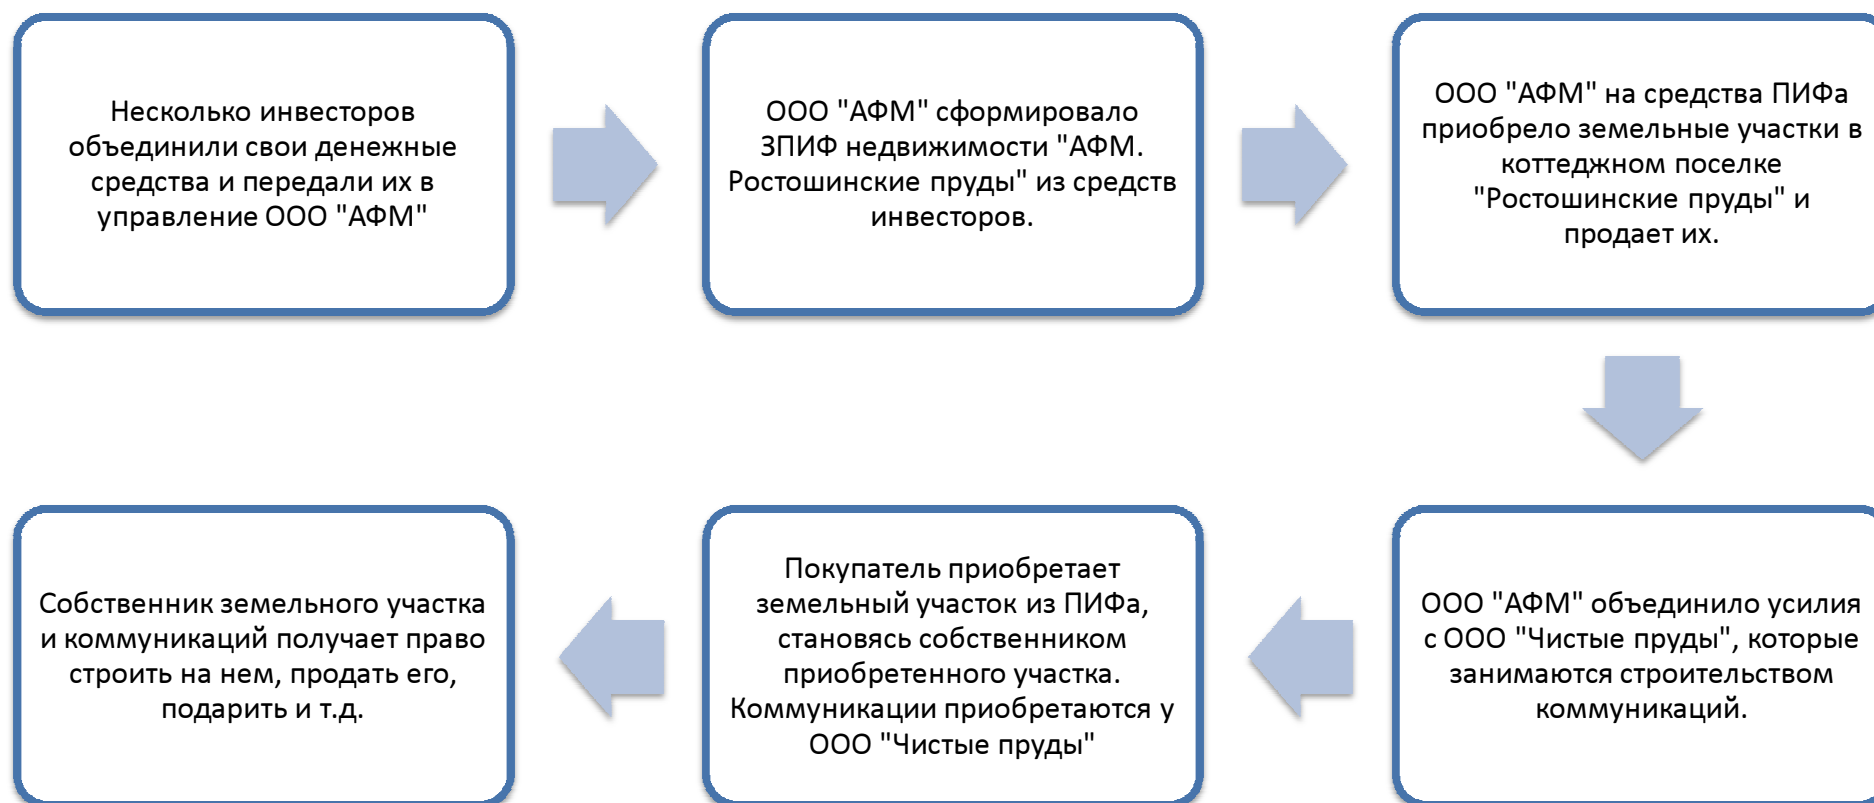 Несколько инвесторов
объединили свои денежные
средства и передали их в
управление ООО "АФМ"
ООО "АФМ" сформировало
ЗПИФ недвижимости "АФМ.
Ростошинские пруды" из средств
инвесторов.
ООО "АФМ" на средства ПИФа
приобрело земельные участки в
коттеджном поселке
"Ростошинские пруды" и
продает их.
ООО "АФМ" объединило усилия
с ООО "Чистые пруды", которые
занимаются строительством
коммуникаций.
Покупатель приобретает
земельный участок из ПИФа,
становясь собственником
приобретенного участка.
Коммуникации приобретаются у
ООО "Чистые пруды"
Собственник земельного участка
и коммуникаций получает право
строить на нем, продать его,
подарить и т.д.